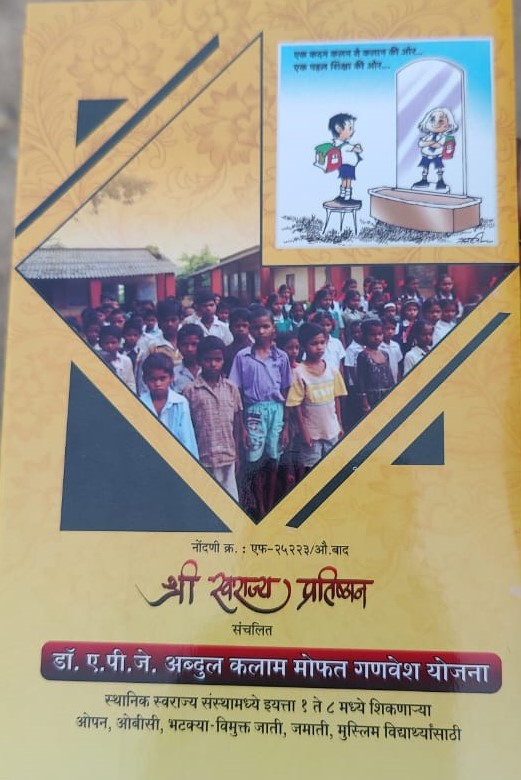 एक कदम कलम से कलाम की ओर...
एक पहल शिक्षा की ओर...
नोंदणी क्र. : एफ-२५२२३/औ.बाद
श्री स्वराज्य प्रतिष्ठान
संचलित
डॉ. ए.पी.जे. अब्दुल कलाम मोफत गणवेश योजना
स्थानिक स्वराज्य संस्थामध्ये इयत्ता १ ते ८ मध्ये शिकणाऱ्या
ओपन, ओबीसी, भटक्या-विमुक्त जाती, जमाती, मुस्लिम विद्यार्थ्यांसाठी